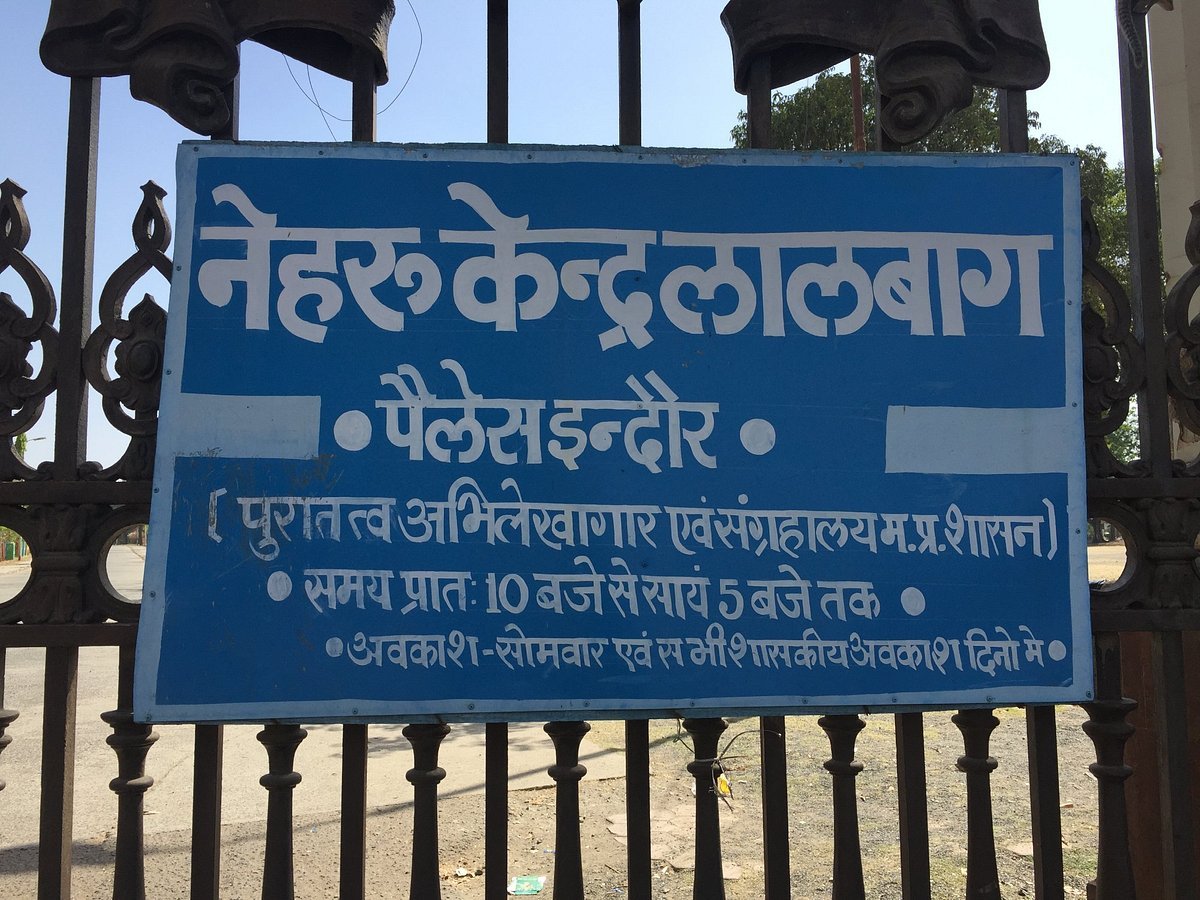 नेहरू केन्द्र लालबाग
• पैलेस इन्दौर •
( पुरातत्व अभिलेखागार एवं संग्रहालय म.प्र. शासन )
• समय प्रातः 10 बजे से सायं 5 बजे तक •
• अवकाश - सोमवार एवं सभी शासकीय अवकाश दिनो मे •